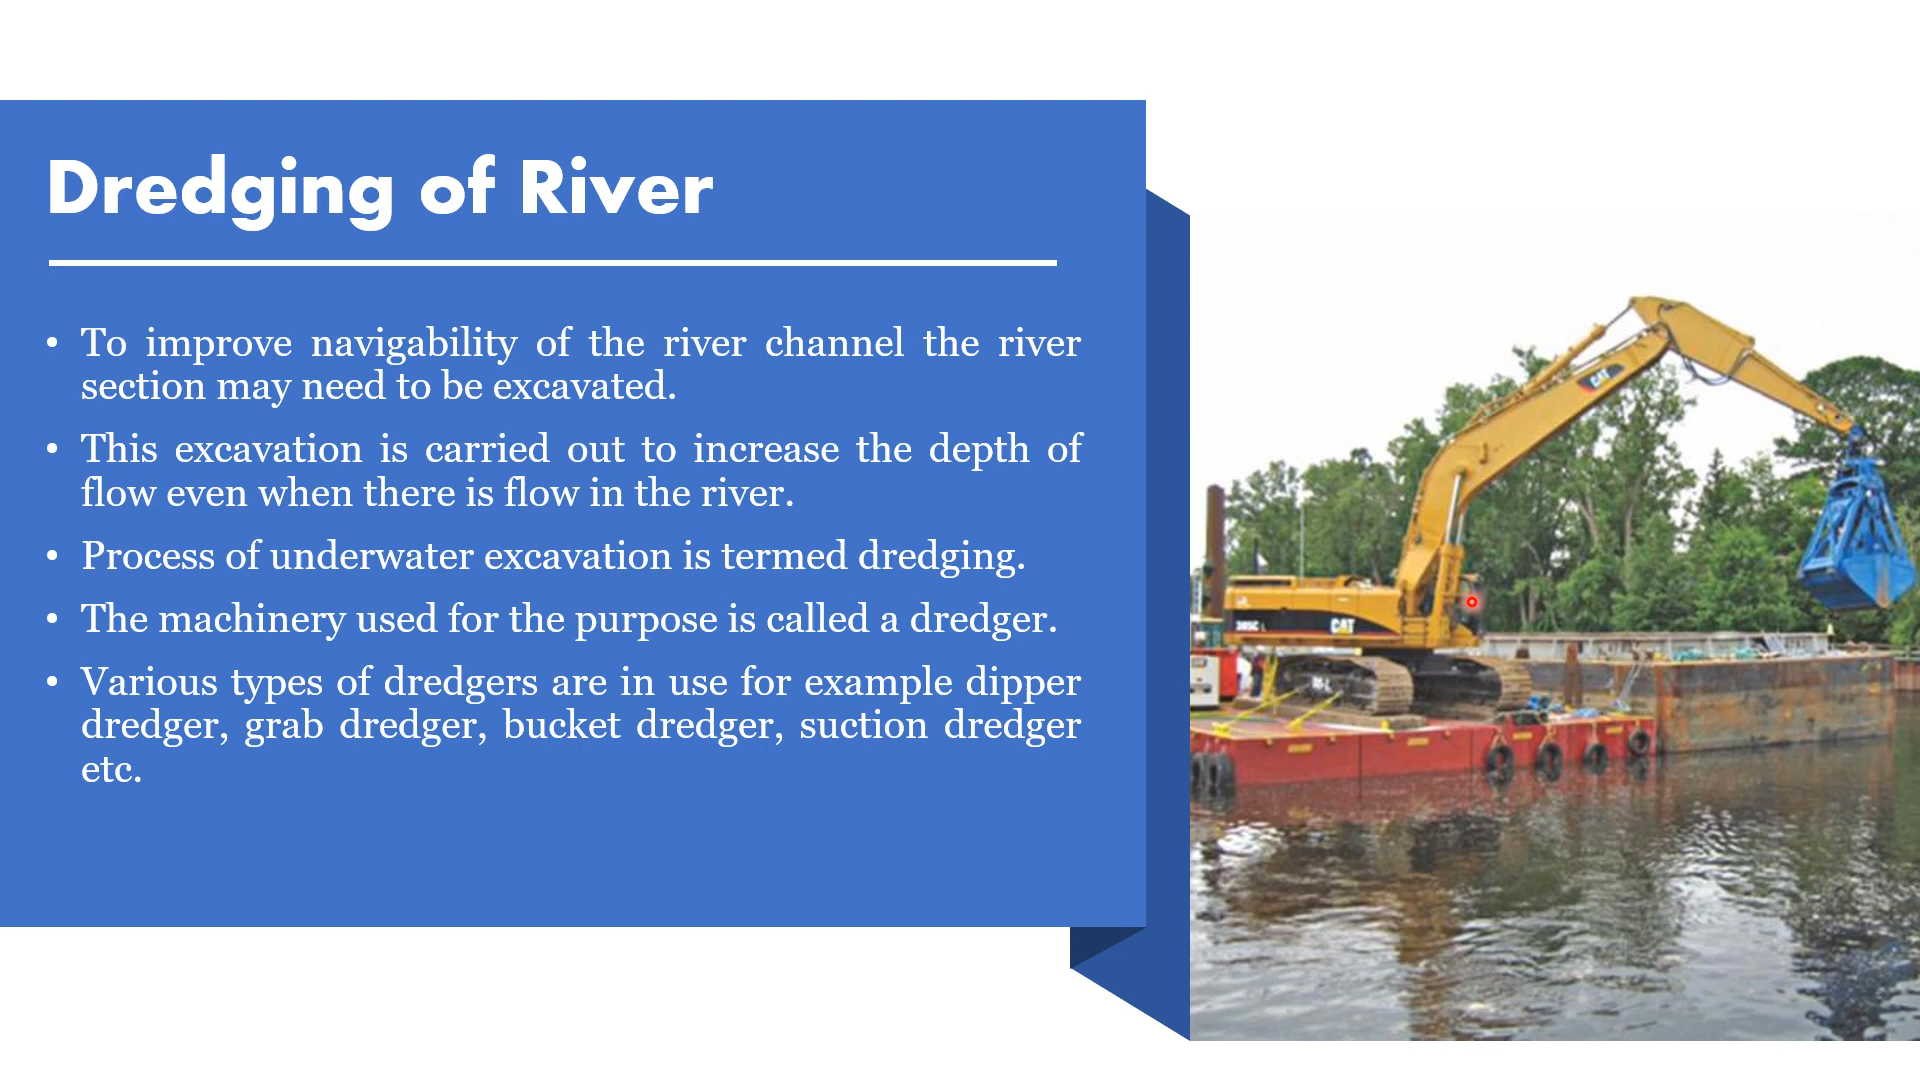 Dredging of River
• To improve navigability of the river channel the river
section may need to be excavated.
• This excavation is carried out to increase the depth of
flow even when there is flow in the river.
• Process of underwater excavation is termed dredging.
• The machinery used for the purpose is called a dredger.
• Various types of dredgers are in use for example dipper
dredger, grab dredger, bucket dredger, suction dredger
etc.
CAT
CAT